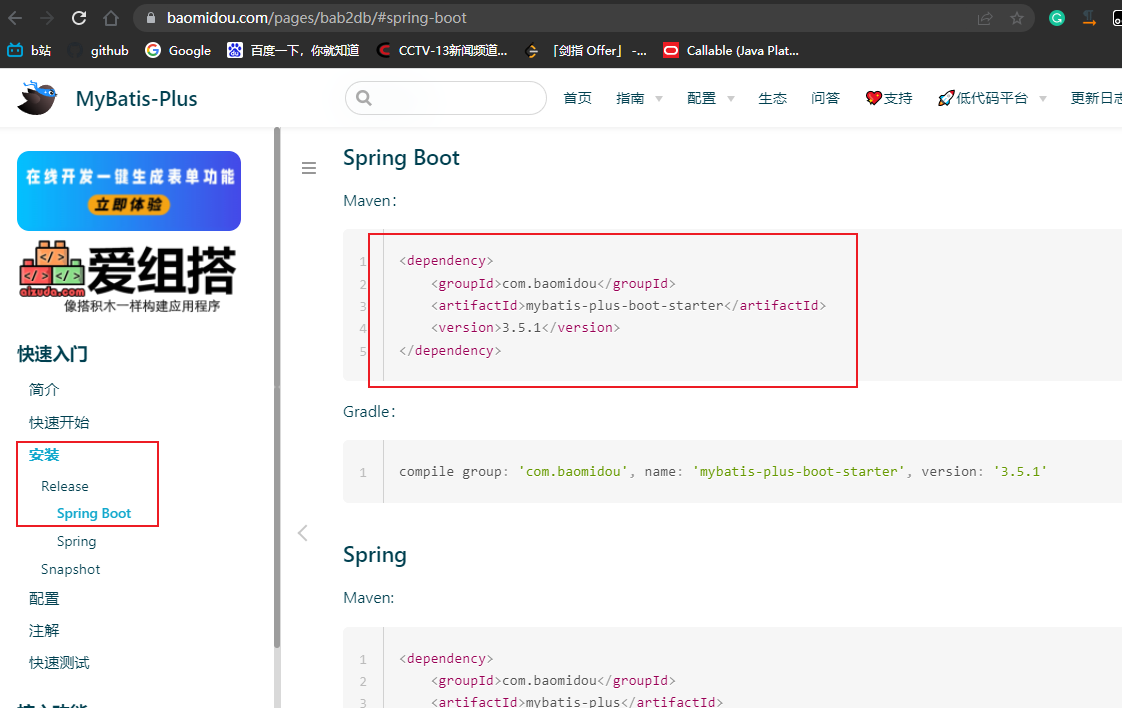 baomidou.com/pages/bab2db/#spring-boot
b站
github
Google
百度一下，你就知道
CCTV-13新闻频道...
「剑指 Offer」 -...
Callable (Java Plat...
MyBatis-Plus
首页
指南
配置
生态
问答
支持
低代码平台
更新日志
在线开发一键生成表单功能
立即体验
爱组搭
aizuda.com
像搭积木一样构建应用程序
快速入门
简介
快速开始
安装
Release
Spring Boot
Spring
Snapshot
配置
注解
快速测试
Spring Boot
Maven：
1 <dependency>
2     <groupId>com.baomidou</groupId>
3     <artifactId>mybatis-plus-boot-starter</artifactId>
4     <version>3.5.1</version>
5 </dependency>
Gradle：
1 compile group: 'com.baomidou', name: 'mybatis-plus-boot-starter', version: '3.5.1'
Spring
Maven:
1 <dependency>
2     <groupId>com.baomidou</groupId>
3     <artifactId>mybatis-plus</artifactId>